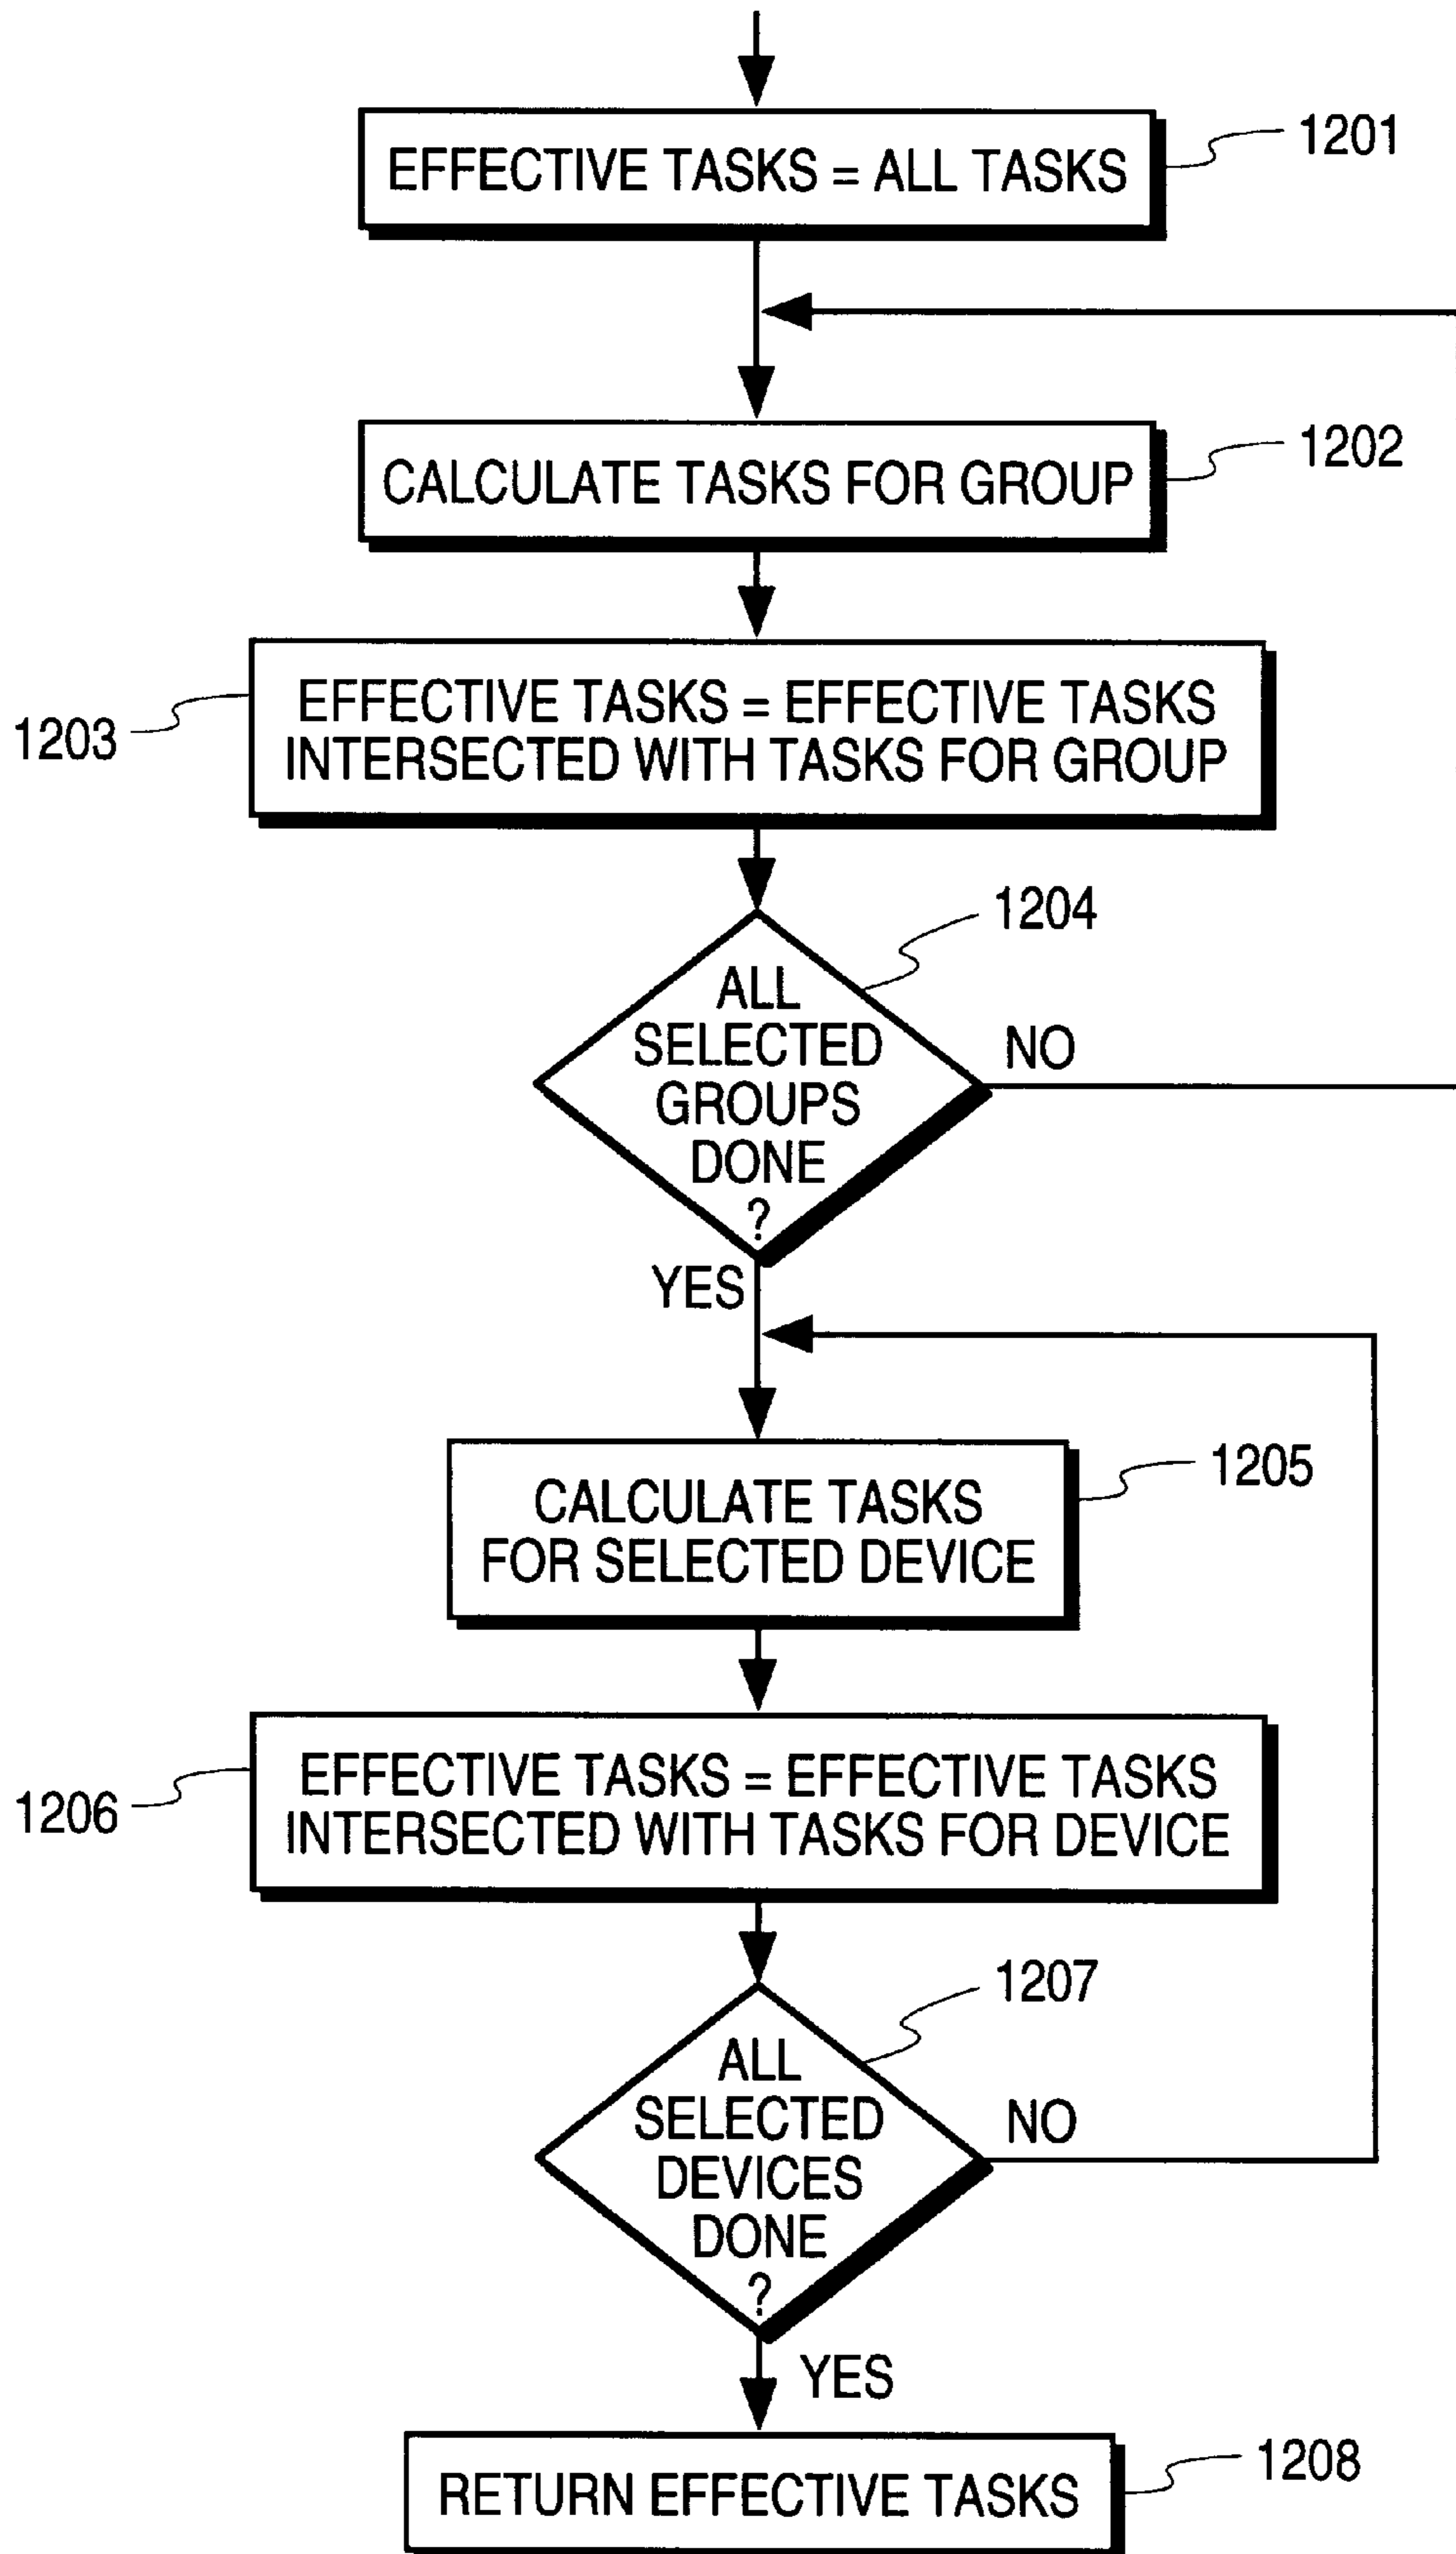 EFFECTIVE TASKS = ALL TASKS
1201
CALCULATE TASKS FOR GROUP
1202
EFFECTIVE TASKS = EFFECTIVE TASKS
INTERSECTED WITH TASKS FOR GROUP
1203
1204
ALL
SELECTED
GROUPS
DONE
?
NO
YES
CALCULATE TASKS
FOR SELECTED DEVICE
1205
EFFECTIVE TASKS = EFFECTIVE TASKS
INTERSECTED WITH TASKS FOR DEVICE
1206
1207
ALL
SELECTED
DEVICES
DONE
?
NO
YES
RETURN EFFECTIVE TASKS
1208